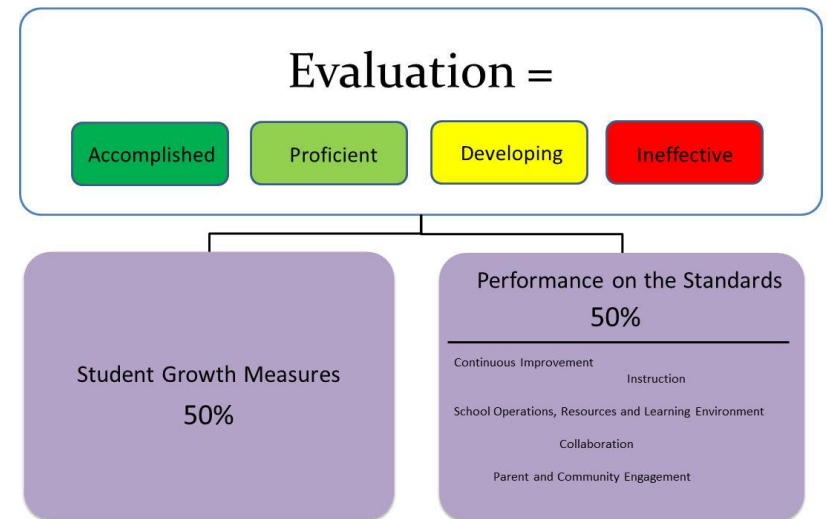 Evaluation =
Accomplished
Proficient
Developing
Ineffective
Student Growth Measures
50%
Performance on the Standards
50%
Continuous Improvement
Instruction
School Operations, Resources and Learning Environment
Collaboration
Parent and Community Engagement